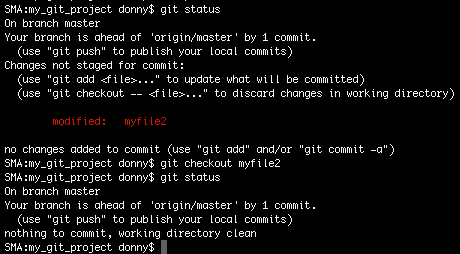 SMA:my_git_project donny$ git status
On branch master
Your branch is ahead of 'origin/master' by 1 commit.
  (use "git push" to publish your local commits)
Changes not staged for commit:
  (use "git add <file>..." to update what will be committed)
  (use "git checkout -- <file>..." to discard changes in working directory)
        modified:   myfile2
no changes added to commit (use "git add" and/or "git commit -a")
SMA:my_git_project donny$ git checkout myfile2
SMA:my_git_project donny$ git status
On branch master
Your branch is ahead of 'origin/master' by 1 commit.
  (use "git push" to publish your local commits)
nothing to commit, working directory clean
SMA:my_git_project donny$